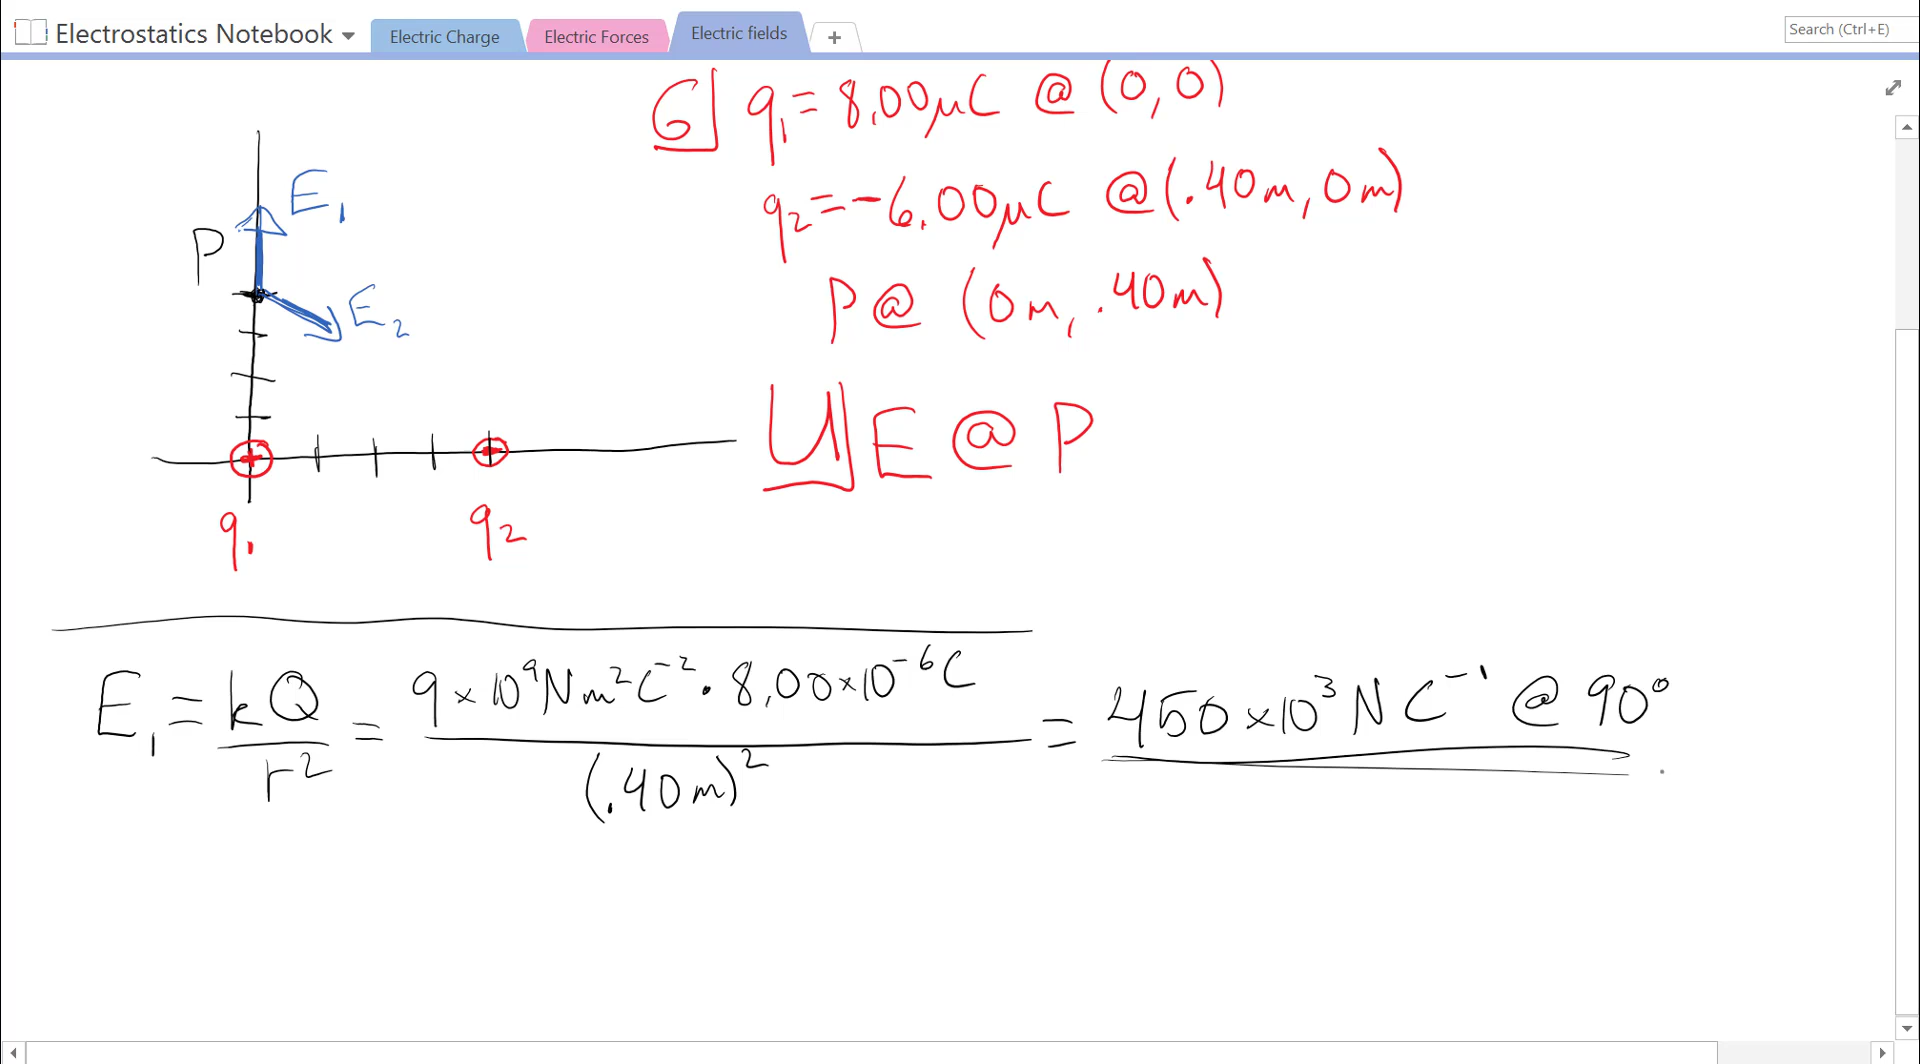 Electrostatics Notebook
Electric Charge
Electric Forces
Electric fields
+
Search (Ctrl+E)
G q₁ = 8.00μC @ (0, 0)
q₂ = -6.00μC @ (.40m, 0m)
P @ (0m, .40m)
U E @ P
E₁
P
E₂
+
-
q₁
q₂
E₁ = kQ/r² = 9×10⁹Nm²C⁻² · 8.00×10⁻⁶C/(.40m)² = 450×10³ N C⁻¹ @ 90°